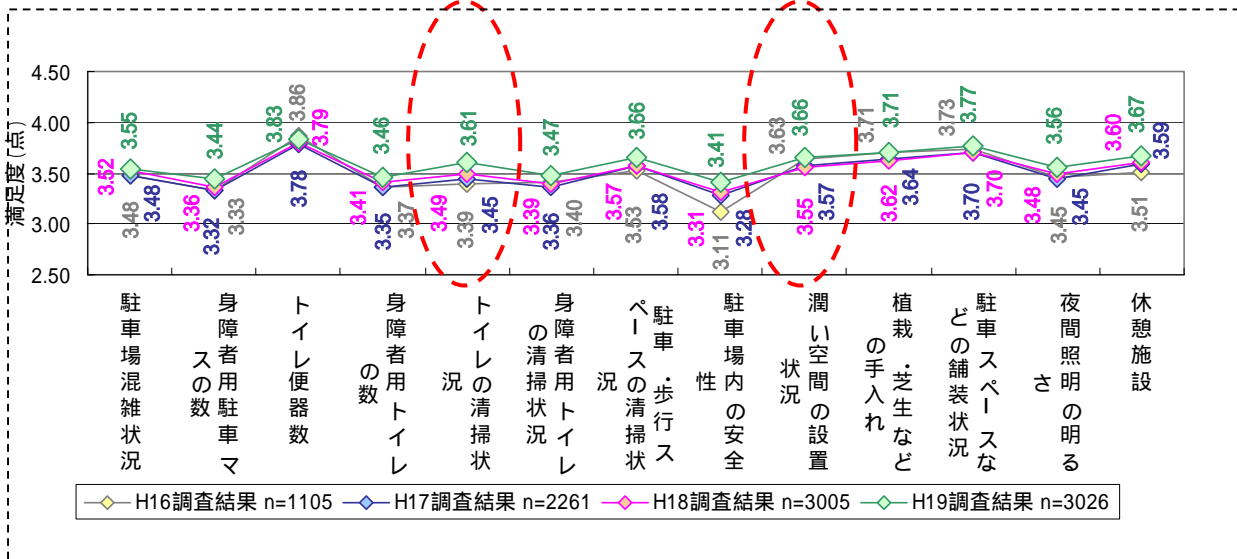 満足度(点)
4.50
4.00
3.50
3.00
2.50
3.52
3.55
3.48
3.48
3.36
3.44
3.32
3.33
3.83
3.86
3.79
3.78
3.41
3.46
3.35
3.37
3.49
3.61
3.39
3.45
3.39
3.47
3.36
3.40
3.57
3.66
3.53
3.58
3.31
3.41
3.11
3.28
3.63
3.66
3.55
3.57
3.71
3.71
3.62
3.64
3.73
3.77
3.70
3.70
3.48
3.56
3.45
3.45
3.60
3.67
3.51
3.59
駐車場混雑状況
身障者用駐車マ
スの数
トイレ便器数
身障者用トイレ
の数
トイレの清掃状
況
身障者用トイレ
の清掃状況
駐車・歩行ス
ペースの清掃状
況
駐車場内の安全
性
潤い空間の設置
状況
植栽・芝生など
の手入れ
駐車スペースな
どの舗装状況
夜間照明の明る
さ
休憩施設
H16調査結果 n=1105
H17調査結果 n=2261
H18調査結果 n=3005
H19調査結果 n=3026